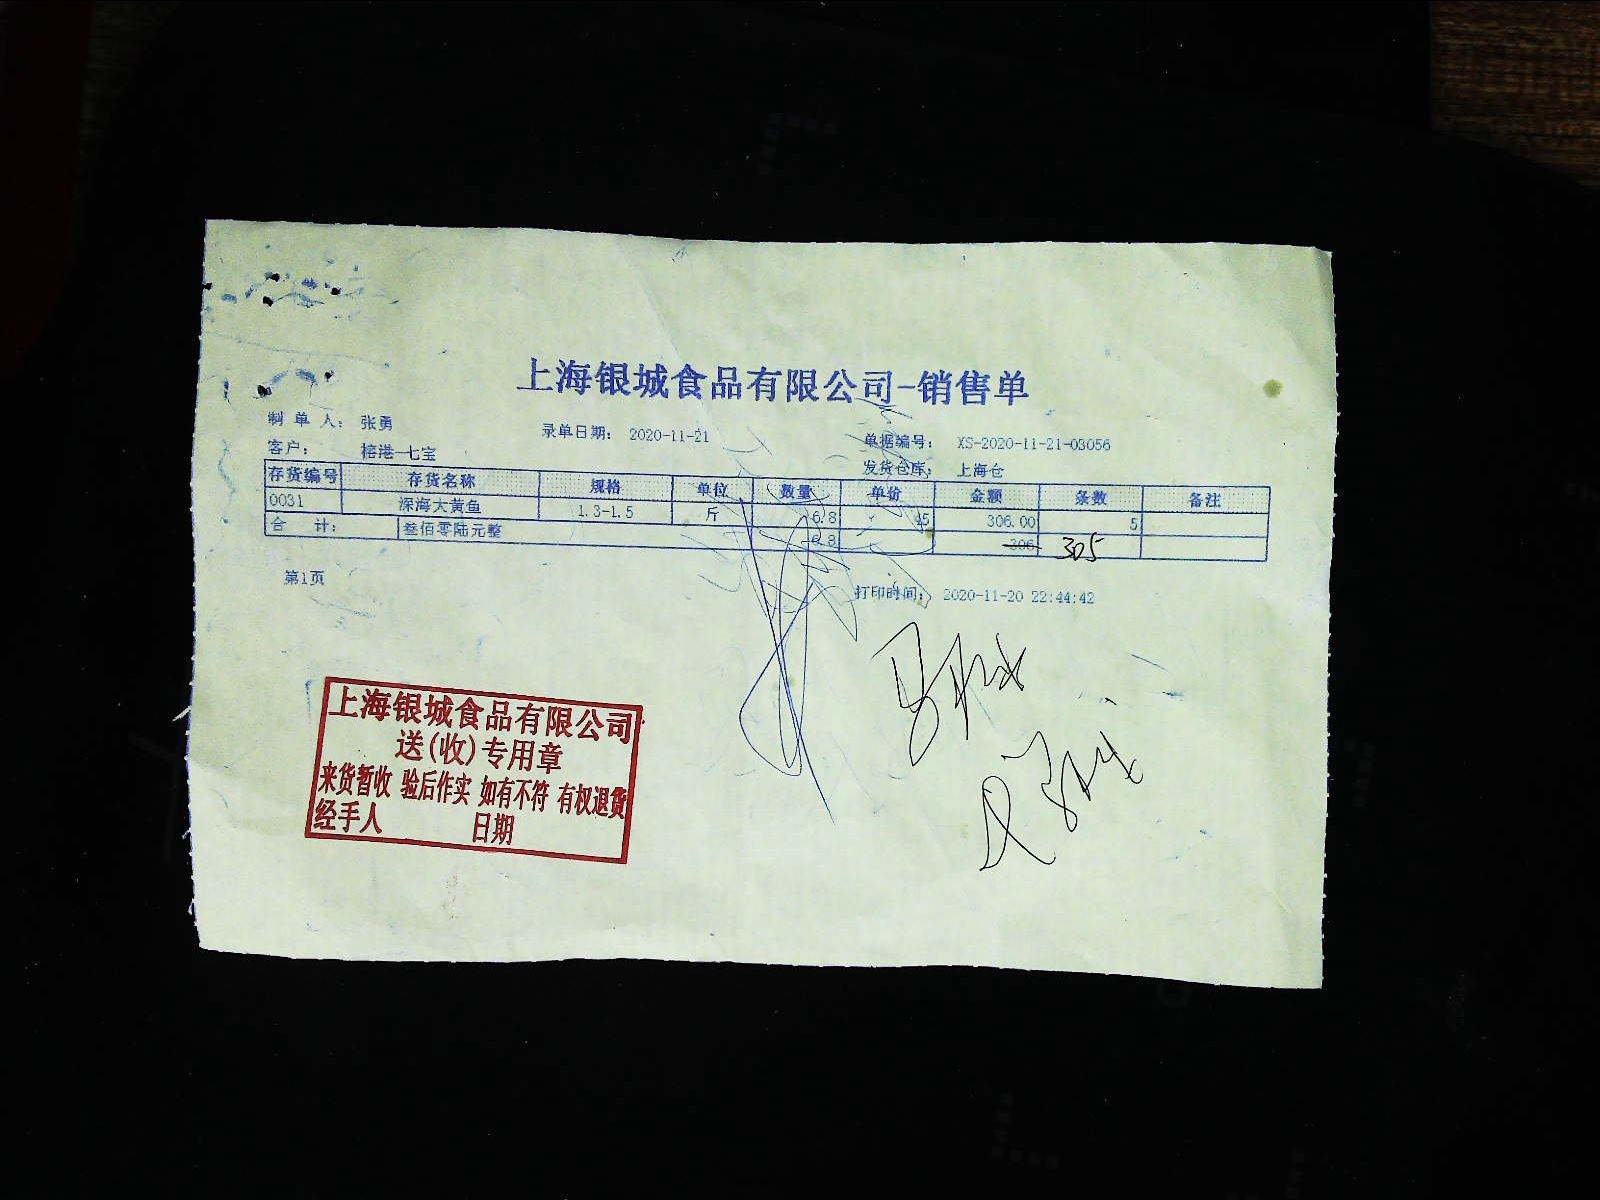 上海银城食品有限公司-销售单
制 单 人： 张勇 录单日期： 2020-11-21 单据编号： XS-2020-11-21-03056
客户： 榕港一七宝 发货仓库： 上海仓
存货编号 存货名称 规格 单位 数量 单价 金额 条数 备注
0031 深海大黄鱼 1.3-1.5 斤 6.8 45 306.00 5
合 计： 叁佰零陆元整 6.8 306 305
第1页 打印时间： 2020-11-20 22:44:42
上海银城食品有限公司
送(收)专用章
来货暂收 验后作实 如有不符 有权退货
经手人 日期